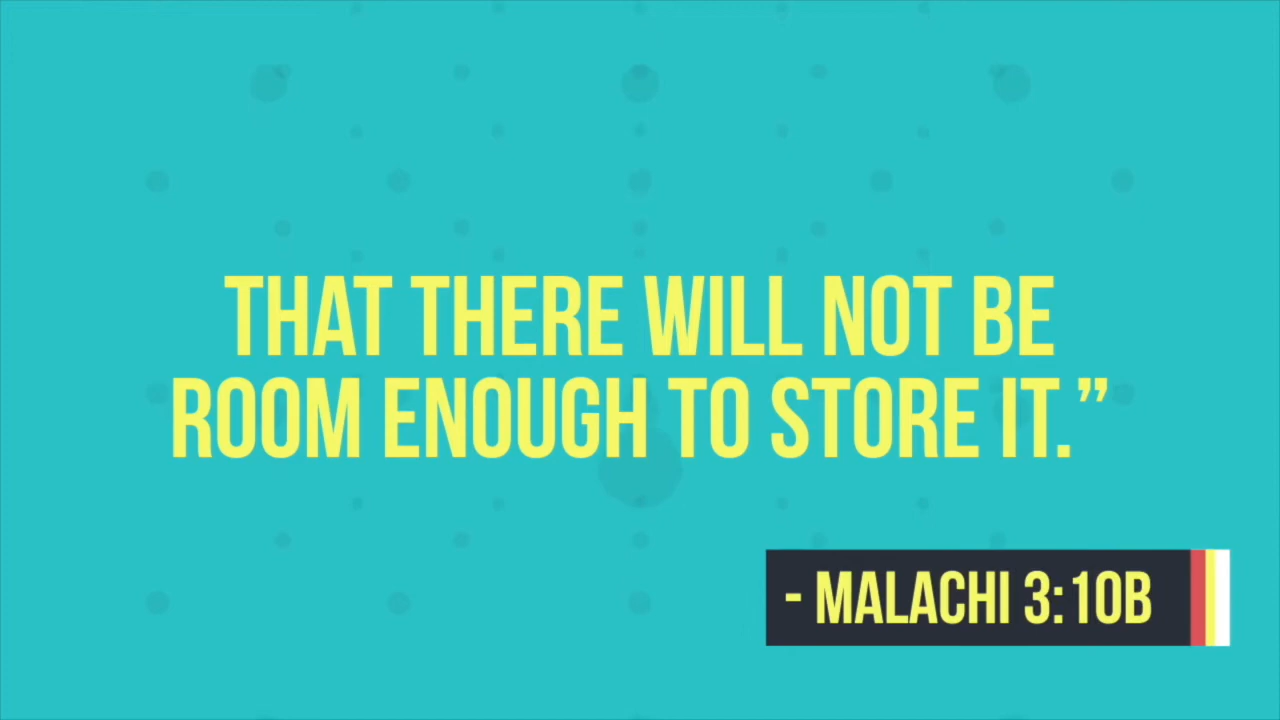 THAT THERE WILL NOT BE
ROOM ENOUGH TO STORE IT.”
- MALACHI 3:10B